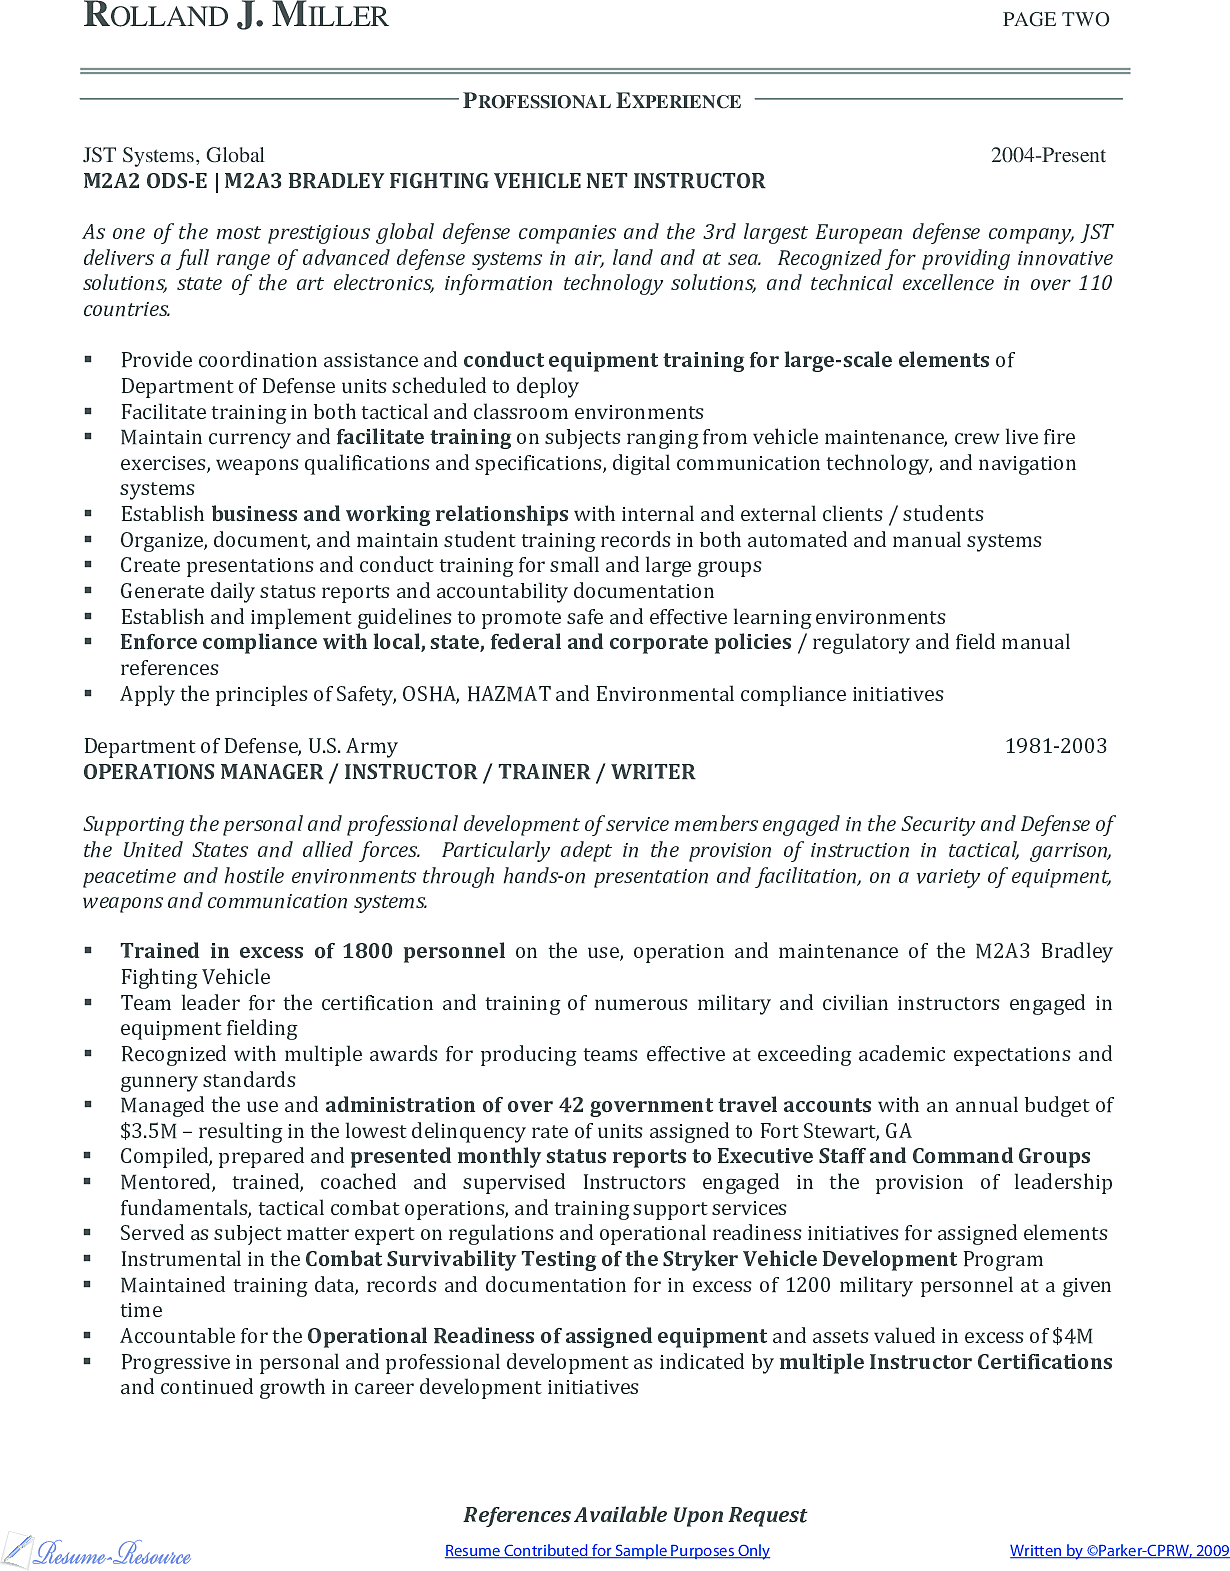 ROLLAND J. MILLER PAGE TWO
PROFESSIONAL EXPERIENCE
JST Systems, Global 2004-Present
M2A2 ODS-E | M2A3 BRADLEY FIGHTING VEHICLE NET INSTRUCTOR
As one of the most prestigious global defense companies and the 3rd largest European defense company, JST
delivers a full range of advanced defense systems in air, land and at sea. Recognized for providing innovative
solutions, state of the art electronics, information technology solutions, and technical excellence in over 110
countries.
▪ Provide coordination assistance and conduct equipment training for large-scale elements of
Department of Defense units scheduled to deploy
▪ Facilitate training in both tactical and classroom environments
▪ Maintain currency and facilitate training on subjects ranging from vehicle maintenance, crew live fire
exercises, weapons qualifications and specifications, digital communication technology, and navigation
systems
▪ Establish business and working relationships with internal and external clients / students
▪ Organize, document, and maintain student training records in both automated and manual systems
▪ Create presentations and conduct training for small and large groups
▪ Generate daily status reports and accountability documentation
▪ Establish and implement guidelines to promote safe and effective learning environments
▪ Enforce compliance with local, state, federal and corporate policies / regulatory and field manual
references
▪ Apply the principles of Safety, OSHA, HAZMAT and Environmental compliance initiatives
Department of Defense, U.S. Army 1981-2003
OPERATIONS MANAGER / INSTRUCTOR / TRAINER / WRITER
Supporting the personal and professional development of service members engaged in the Security and Defense of
the United States and allied forces. Particularly adept in the provision of instruction in tactical, garrison,
peacetime and hostile environments through hands-on presentation and facilitation, on a variety of equipment,
weapons and communication systems.
▪ Trained in excess of 1800 personnel on the use, operation and maintenance of the M2A3 Bradley
Fighting Vehicle
▪ Team leader for the certification and training of numerous military and civilian instructors engaged in
equipment fielding
▪ Recognized with multiple awards for producing teams effective at exceeding academic expectations and
gunnery standards
▪ Managed the use and administration of over 42 government travel accounts with an annual budget of
$3.5M – resulting in the lowest delinquency rate of units assigned to Fort Stewart, GA
▪ Compiled, prepared and presented monthly status reports to Executive Staff and Command Groups
▪ Mentored, trained, coached and supervised Instructors engaged in the provision of leadership
fundamentals, tactical combat operations, and training support services
▪ Served as subject matter expert on regulations and operational readiness initiatives for assigned elements
▪ Instrumental in the Combat Survivability Testing of the Stryker Vehicle Development Program
▪ Maintained training data, records and documentation for in excess of 1200 military personnel at a given
time
▪ Accountable for the Operational Readiness of assigned equipment and assets valued in excess of $4M
▪ Progressive in personal and professional development as indicated by multiple Instructor Certifications
and continued growth in career development initiatives
References Available Upon Request
Resume-Resource Resume Contributed for Sample Purposes Only Written by ©Parker-CPRW, 2009